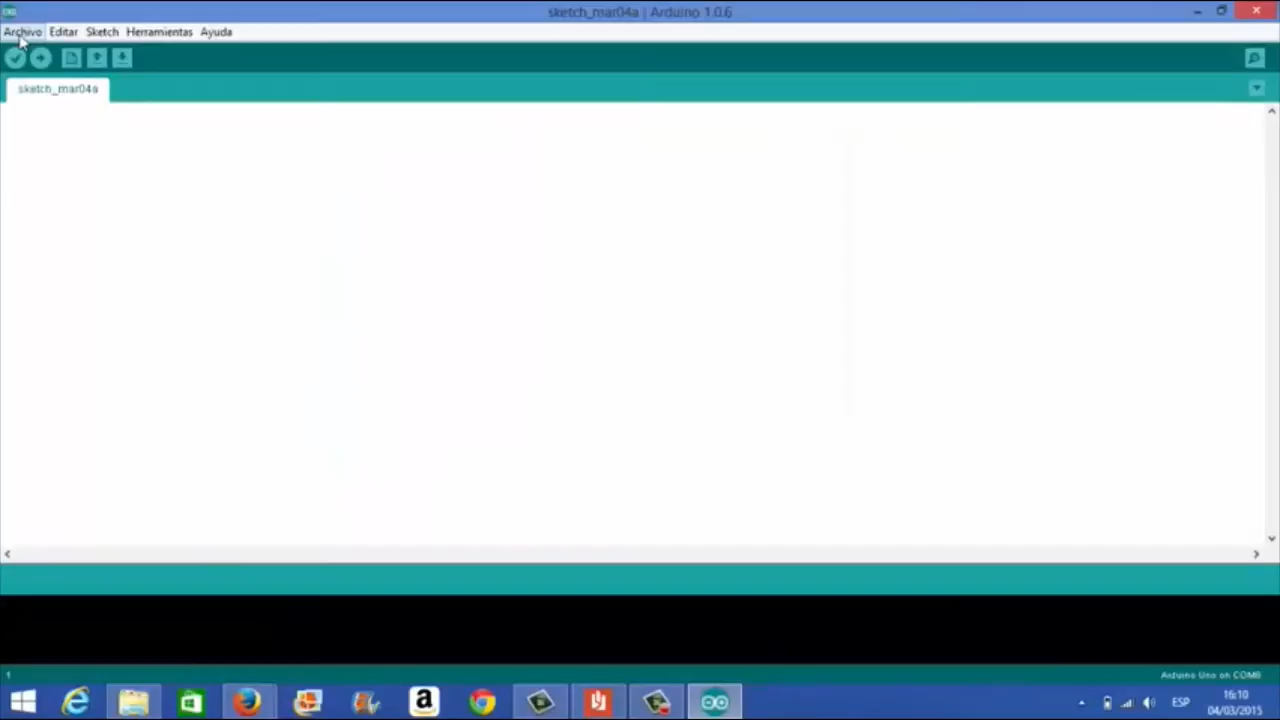 sketch_mar04a | Arduino 1.0.6
Archivo Editar Sketch Herramientas Ayuda
sketch_mar04a
1
Arduino Uno on COM8
a
ESP
16:10
04/03/2015